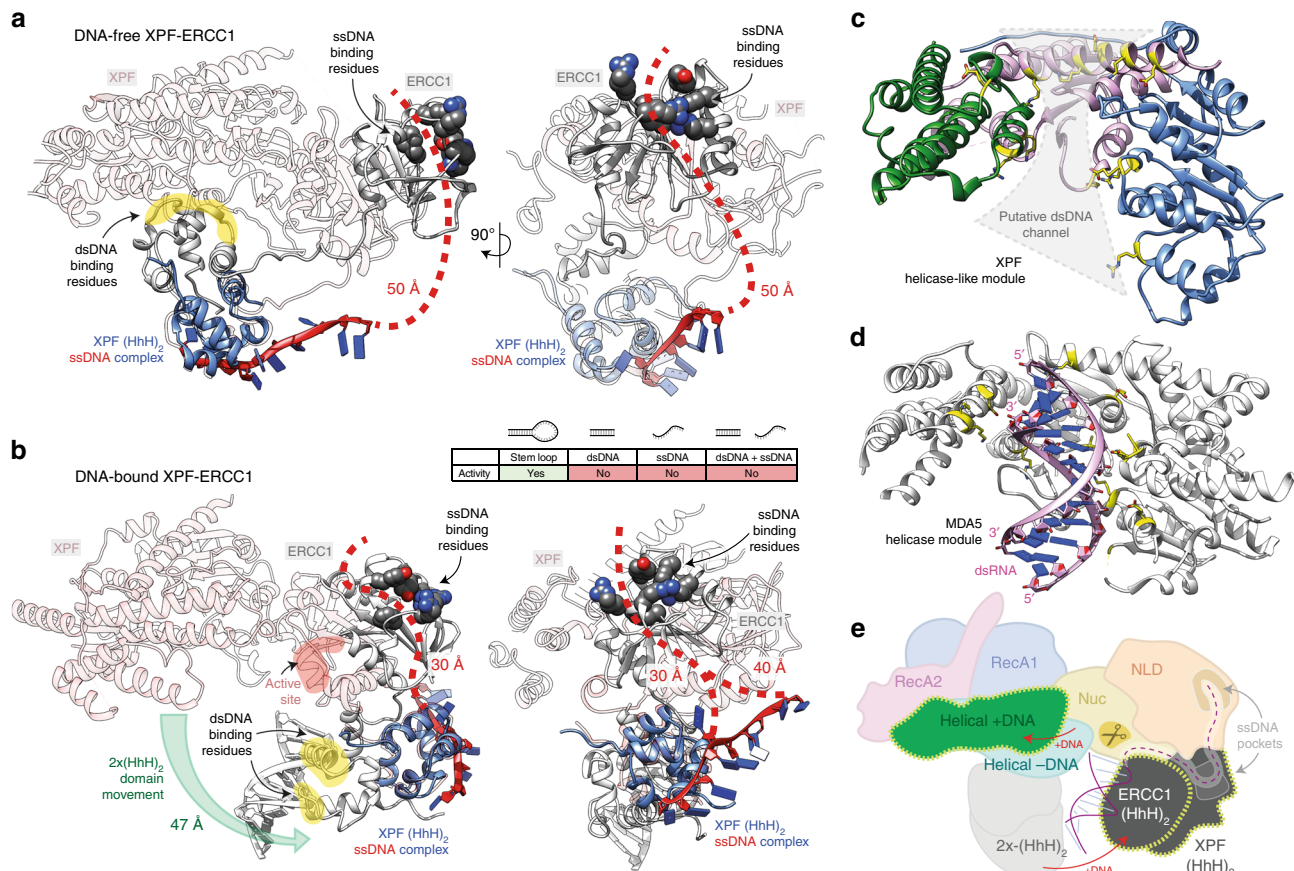 a
DNA-free XPF-ERCC1
XPF
ssDNA
binding
residues
ERCC1
dsDNA
binding
residues
50 Å
XPF (HhH)2
ssDNA complex
90°
ERCC1
ssDNA
binding
residues
XPF
50 Å
XPF (HhH)2
ssDNA complex
b
DNA-bound XPF-ERCC1
XPF
ERCC1
ssDNA
binding
residues
30 Å
Active
site
dsDNA
binding
residues
2x(HhH)2
domain
movement
47 Å
XPF (HhH)2
ssDNA complex
Stem loop dsDNA ssDNA dsDNA + ssDNA
Activity Yes No No No
ssDNA
binding
residues
XPF
ERCC1
30 Å 40 Å
XPF (HhH)2
ssDNA complex
c
Putative dsDNA
channel
XPF
helicase-like module
d
5′
3′
MDA5
helicase module
3′
dsRNA
5′
e
RecA2
RecA1
Nuc
NLD
Helical +DNA
+DNA
Helical –DNA
ssDNA
pockets
ERCC1
(HhH)2
2x-(HhH)2
XPF
(HhH)2
+DNA